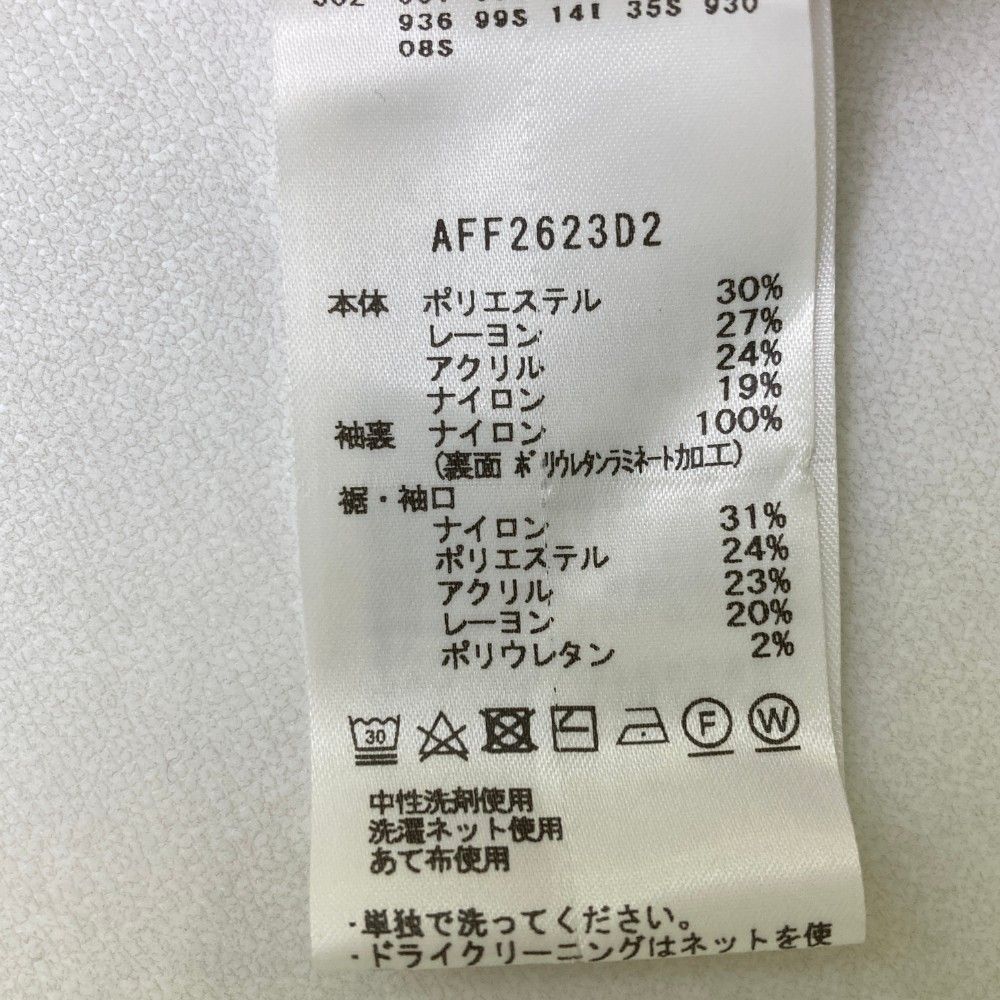 936 99S 14I 35S 930
08S
AFF2623D2
本体 ポリエステル 30%
レーヨン 27%
アクリル 24%
ナイロン 19%
袖裏 ナイロン 100%
(裏面 ポリウレタンラミネート加工)
裾・袖口
ナイロン 31%
ポリエステル 24%
アクリル 23%
レーヨン 20%
ポリウレタン 2%
30 F W
中性洗剤使用
洗濯ネット使用
あて布使用
・単独で洗ってください。
・ドライクリーニングはネットを使